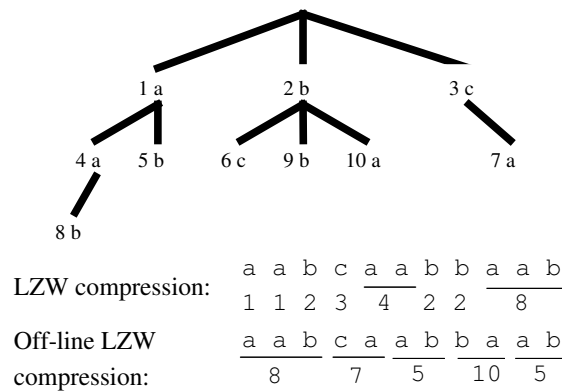 1 a 2 b 3 c
4 a 5 b 6 c 9 b 10 a 7 a
8 b
a a b c a a b b a a b
LZW compression:
1 1 2 3 4 2 2 8
Off-line LZW a a b c a a b b a a b
compression: 8 7 5 10 5